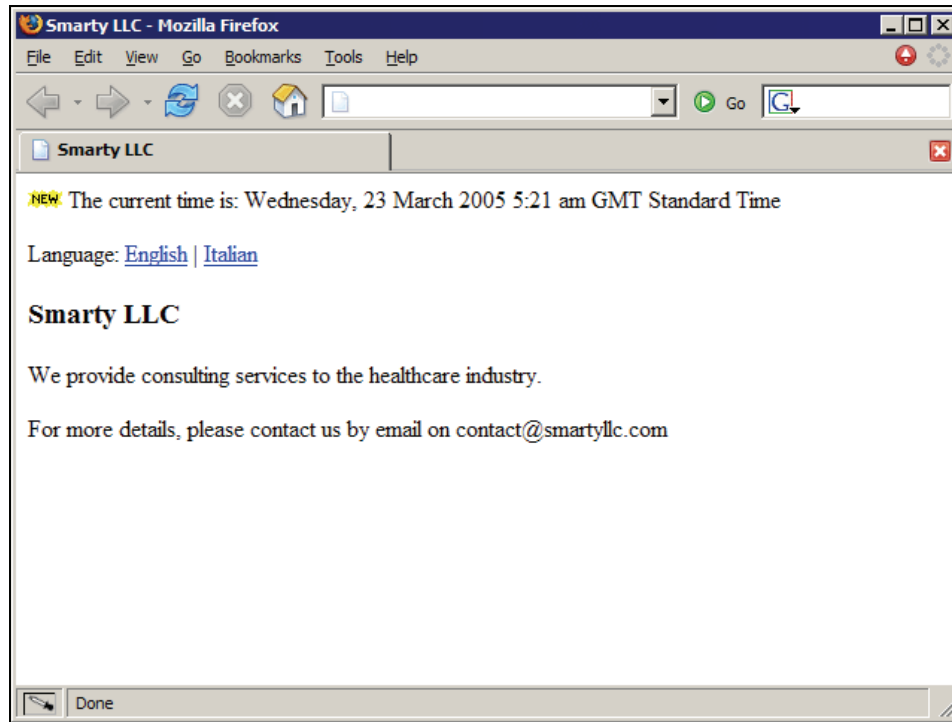 Smarty LLC - Mozilla Firefox
File Edit View Go Bookmarks Tools Help
Go G
Smarty LLC
NEW The current time is: Wednesday, 23 March 2005 5:21 am GMT Standard Time
Language: English | Italian
Smarty LLC
We provide consulting services to the healthcare industry.
For more details, please contact us by email on contact@smartyllc.com
Done